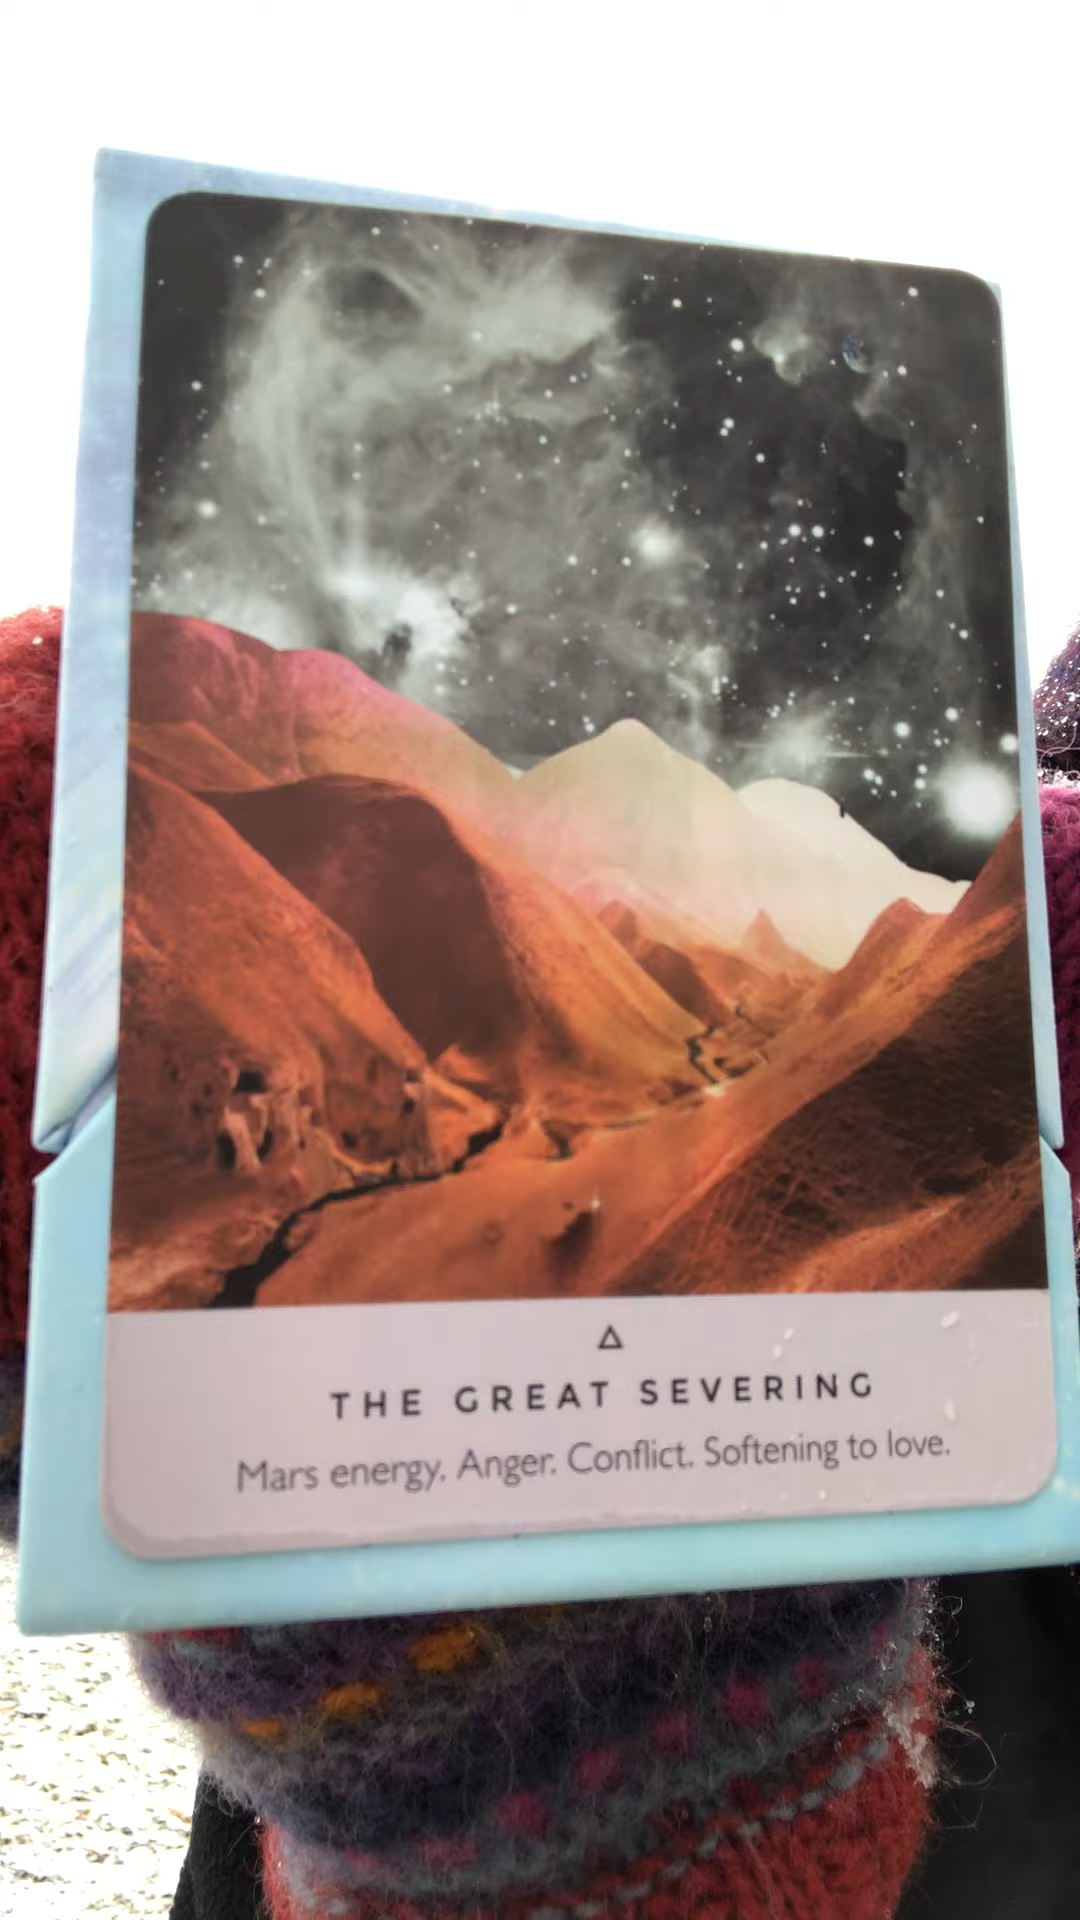 THE GREAT SEVERING
Mars energy. Anger. Conflict. Softening to love.